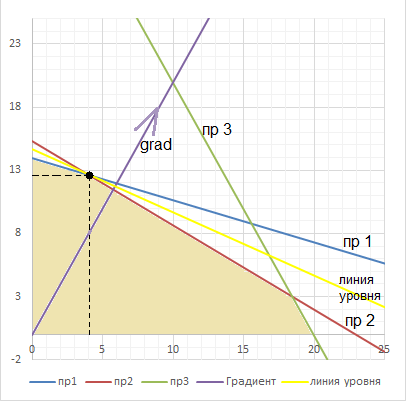 23
18
13
8
3
-2
0
5
10
15
20
25
grad
пр 3
пр 1
линия
уровня
пр 2
пр1
пр2
пр3
Градиент
линия уровня